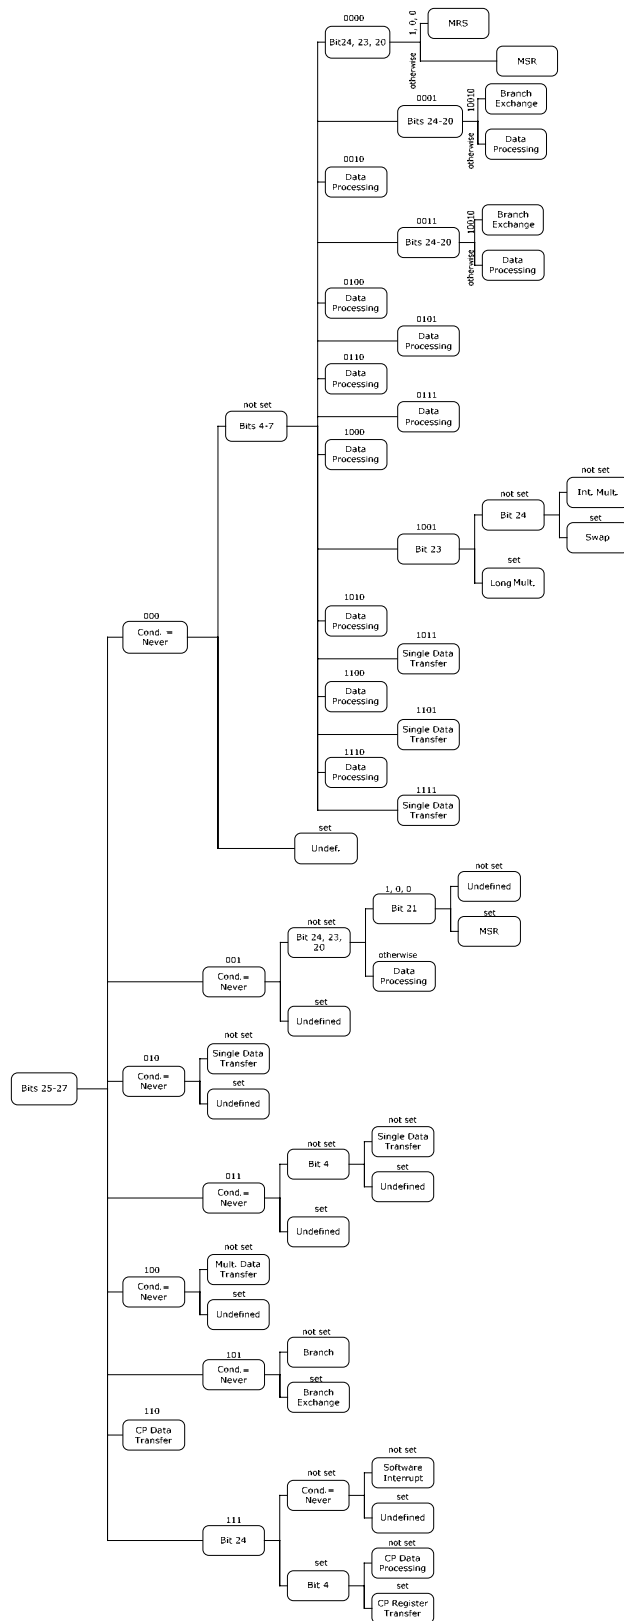 0000
Bit24, 23, 20
1, 0, 0
MRS
otherwise
MSR
0001
Bits 24-20
10010
Branch
Exchange
otherwise
Data
Processing
0010
Data
Processing
0011
Bits 24-20
10010
Branch
Exchange
otherwise
Data
Processing
0100
Data
Processing
0101
Data
Processing
0110
Data
Processing
0111
Data
Processing
not set
Bits 4-7
1000
Data
Processing
1001
Bit 23
not set
Bit 24
not set
Int. Mult.
set
Swap
set
Long Mult.
1010
Data
Processing
000
Cond. =
Never
1011
Single Data
Transfer
1100
Data
Processing
1101
Single Data
Transfer
1110
Data
Processing
1111
Single Data
Transfer
set
Undef.
001
Cond.=
Never
not set
Bit 24, 23,
20
1, 0, 0
Bit 21
not set
Undefined
set
MSR
otherwise
Data
Processing
set
Undefined
Bits 25-27
010
Cond.=
Never
not set
Single Data
Transfer
set
Undefined
011
Cond.=
Never
not set
Bit 4
not set
Single Data
Transfer
set
Undefined
set
Undefined
100
Cond.=
Never
not set
Mult. Data
Transfer
set
Undefined
101
Cond.=
Never
not set
Branch
set
Branch
Exchange
110
CP Data
Transfer
111
Bit 24
not set
Cond.=
Never
not set
Software
Interrupt
set
Undefined
set
Bit 4
not set
CP Data
Processing
set
CP Register
Transfer